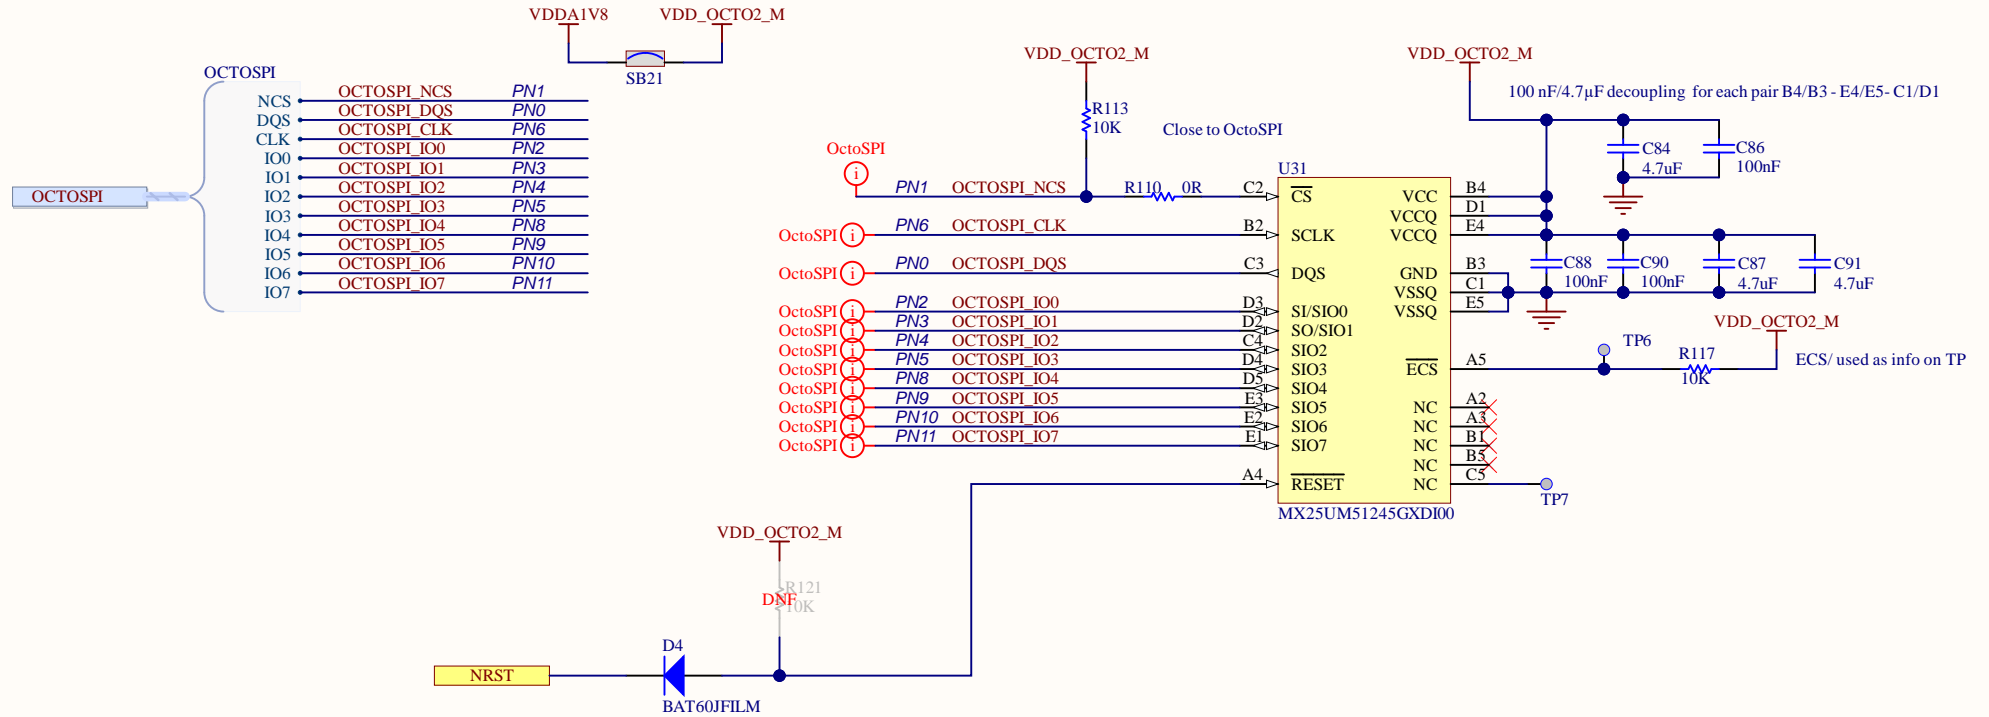 VDDA1V8 VDD_OCTO2_M
SB21
OCTOSPI
OCTOSPI
NCS OCTOSPI_NCS PN1
DQS OCTOSPI_DQS PN0
CLK OCTOSPI_CLK PN6
IO0 OCTOSPI_IO0 PN2
IO1 OCTOSPI_IO1 PN3
IO2 OCTOSPI_IO2 PN4
IO3 OCTOSPI_IO3 PN5
IO4 OCTOSPI_IO4 PN8
IO5 OCTOSPI_IO5 PN9
IO6 OCTOSPI_IO6 PN10
IO7 OCTOSPI_IO7 PN11
VDD_OCTO2_M
R113
10K
Close to OctoSPI
OctoSPI
i
PN1 OCTOSPI_NCS R110 0R C2
OctoSPI i PN6 OCTOSPI_CLK B2
OctoSPI i PN0 OCTOSPI_DQS C3
OctoSPI i PN2 OCTOSPI_IO0 D3
OctoSPI i PN3 OCTOSPI_IO1 D2
OctoSPI i PN4 OCTOSPI_IO2 C4
OctoSPI i PN5 OCTOSPI_IO3 D4
OctoSPI i PN8 OCTOSPI_IO4 D5
OctoSPI i PN9 OCTOSPI_IO5 E3
OctoSPI i PN10 OCTOSPI_IO6 E2
OctoSPI i PN11 OCTOSPI_IO7 E1
A4
U31
CS
SCLK
DQS
SI/SIO0
SO/SIO1
SIO2
SIO3
SIO4
SIO5
SIO6
SIO7
RESET
VCC B4
VCCQ D1
VCCQ E4
GND B3
VSSQ C1
VSSQ E5
ECS A5
NC A2
NC A3
NC B1
NC B5
NC C5
MX25UM51245GXDI00
VDD_OCTO2_M
100 nF/4.7µF decoupling for each pair B4/B3 - E4/E5- C1/D1
C84
4.7uF
C86
100nF
C88
100nF
C90
100nF
C87
4.7uF
C91
4.7uF
VDD_OCTO2_M
TP6
R117
10K
ECS/ used as info on TP
TP7
VDD_OCTO2_M
R121
10K
DNF
D4
NRST
BAT60JFILM